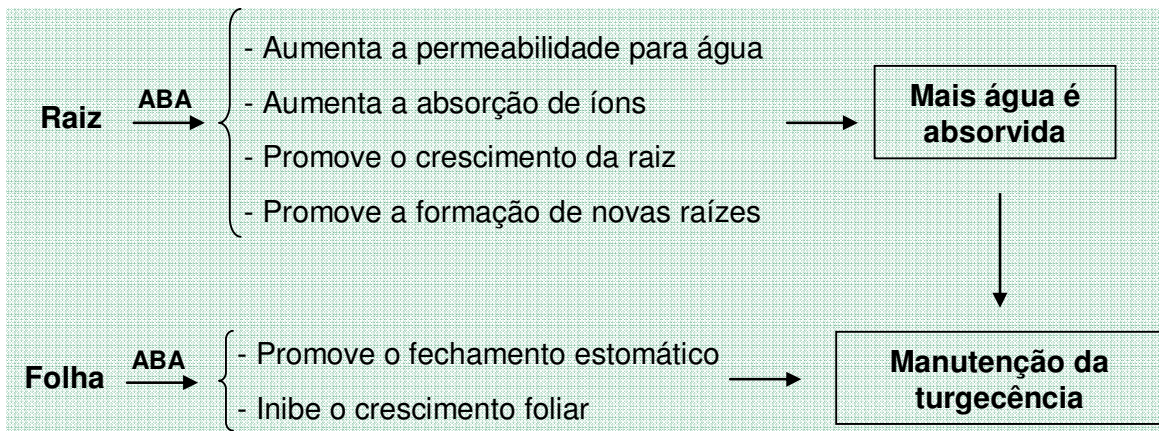 - Aumenta a permeabilidade para água
Raiz
ABA
- Aumenta a absorção de íons
- Promove o crescimento da raiz
- Promove a formação de novas raízes
Mais água é
absorvida
Folha
ABA
- Promove o fechamento estomático
- Inibe o crescimento foliar
Manutenção da
turgecência